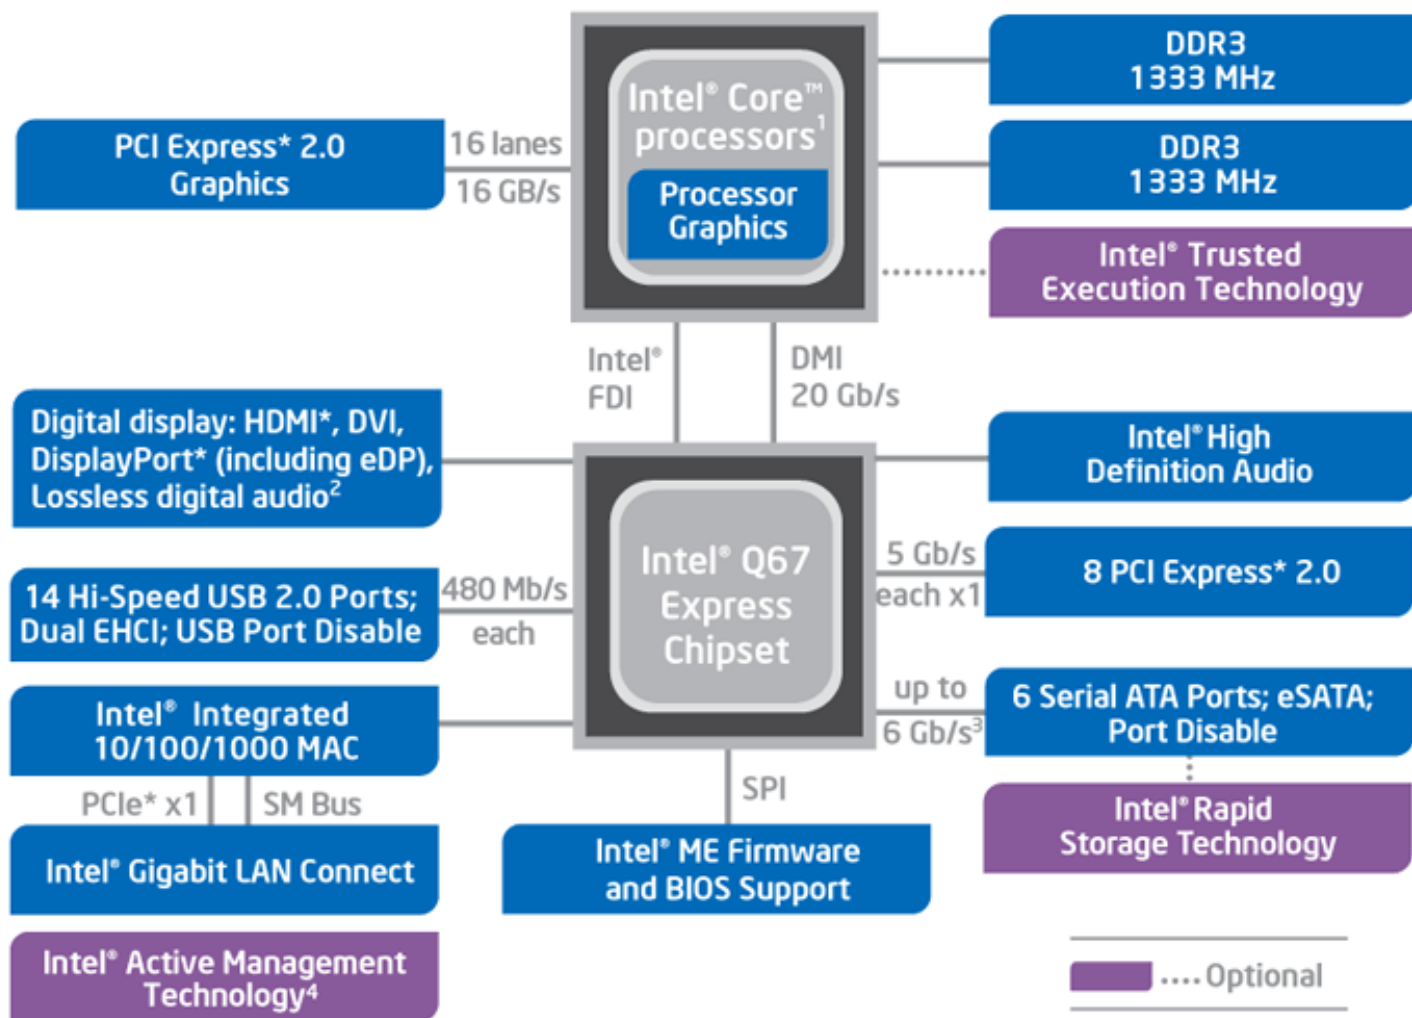 Intel® Core™
processors¹
Processor
Graphics
DDR3
1333 MHz
DDR3
1333 MHz
PCI Express* 2.0
Graphics
16 lanes
16 GB/s
Intel® Trusted
Execution Technology
Intel®
FDI
DMI
20 Gb/s
Digital display: HDMI*, DVI,
DisplayPort* (including eDP),
Lossless digital audio²
Intel® High
Definition Audio
Intel® Q67
Express
Chipset
5 Gb/s
each x1
8 PCI Express* 2.0
14 Hi-Speed USB 2.0 Ports;
Dual EHCI; USB Port Disable
480 Mb/s
each
up to
6 Gb/s³
6 Serial ATA Ports; eSATA;
Port Disable
Intel® Integrated
10/100/1000 MAC
PCIe* x1
SM Bus
SPI
Intel® Rapid
Storage Technology
Intel® Gigabit LAN Connect
Intel® ME Firmware
and BIOS Support
Intel® Active Management
Technology⁴
.... Optional